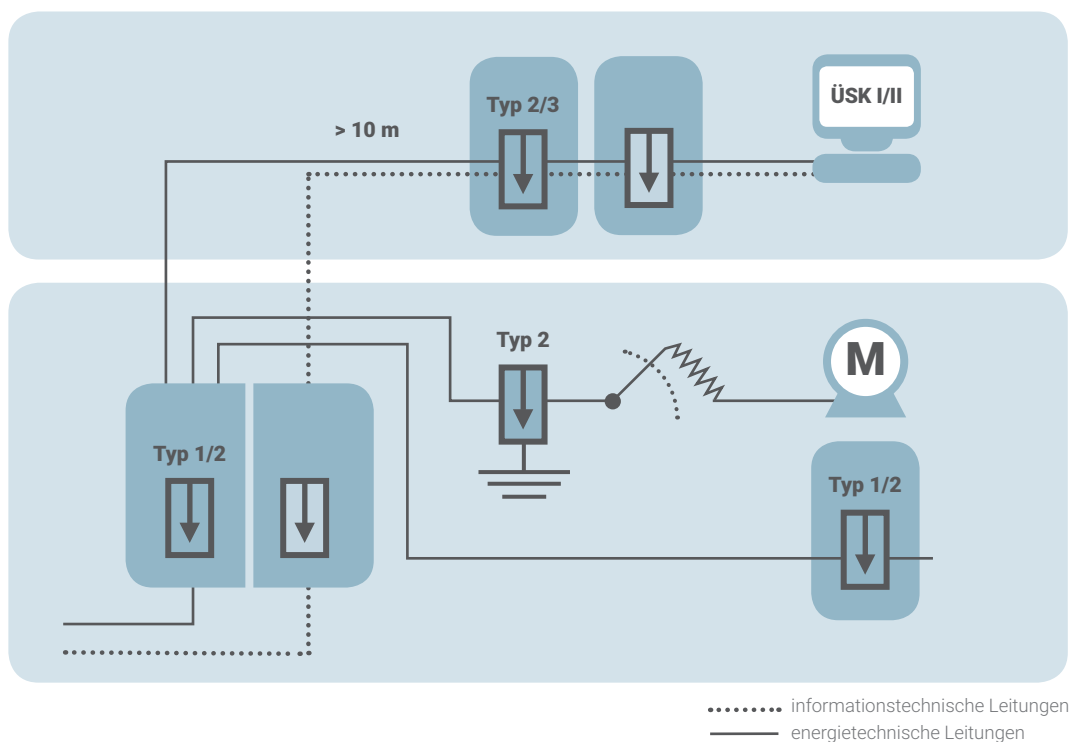 Typ 2/3
ÜSK I/II
> 10 m
Typ 2
M
Typ 1/2
Typ 1/2
informationstechnische Leitungen
energietechnische Leitungen